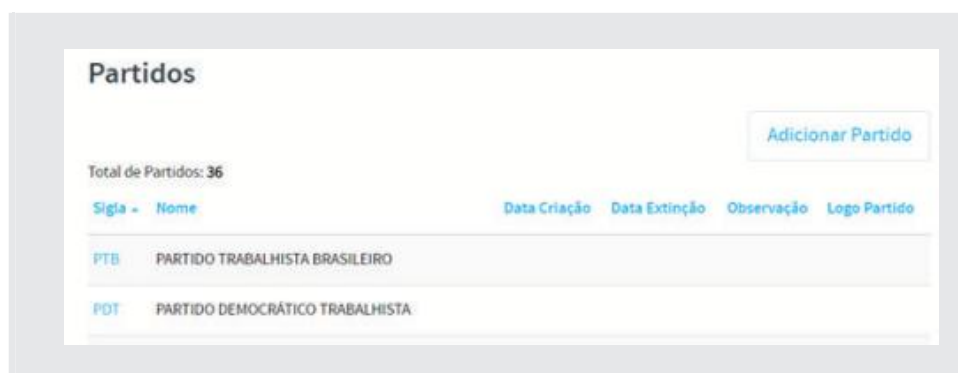 Partidos
Adicionar Partido
Total de Partidos: 36
Sigla Nome Data Criação Data Extinção Observação Logo Partido
PTB PARTIDO TRABALHISTA BRASILEIRO
PDT PARTIDO DEMOCRÁTICO TRABALHISTA